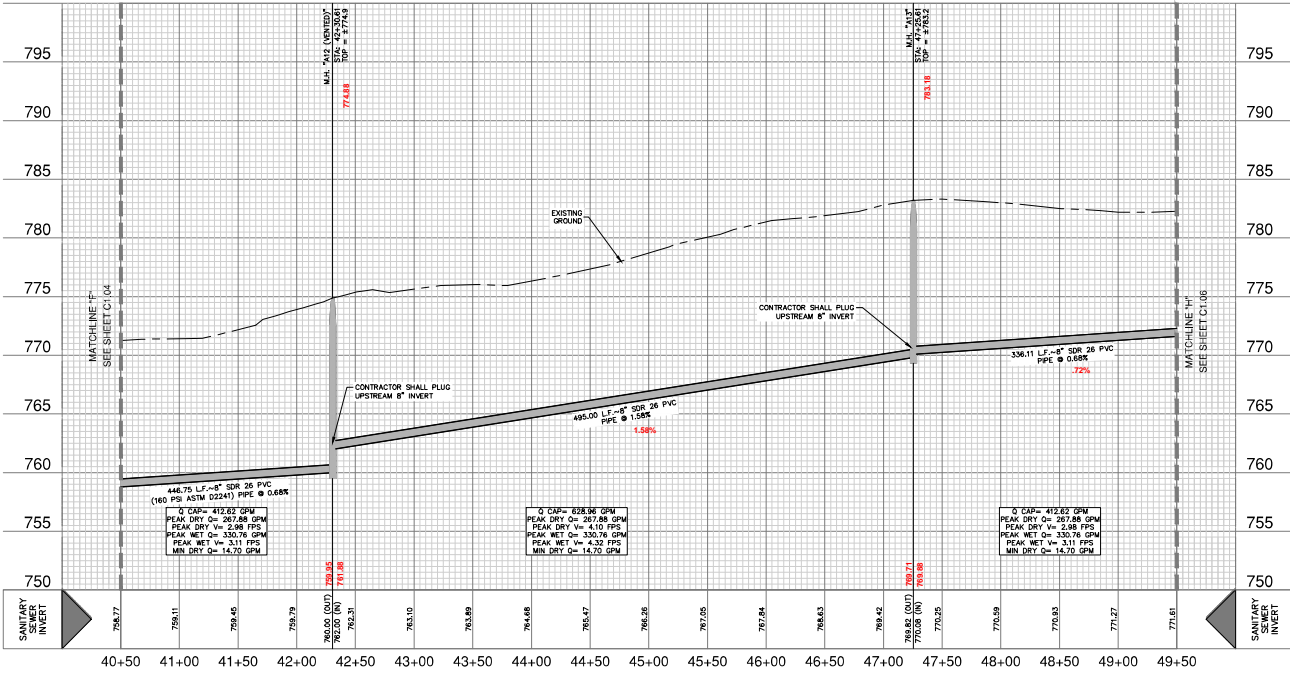 M.H. "A12 (VENTED)"
STA: 42+30.61
TOP = ±774.9
774.88
M.H. "A13"
STA: 47+25.61
TOP = ±783.2
783.18
795
795
790
790
785
785
780
780
775
775
770
770
765
765
760
760
755
755
750
750
MATCHLINE "F"
SEE SHEET C1.04
EXISTING
GROUND
MATCHLINE "H"
SEE SHEET C1.06
CONTRACTOR SHALL PLUG
UPSTREAM 8" INVERT
CONTRACTOR SHALL PLUG
UPSTREAM 8" INVERT
446.75 L.F.~8" SDR 26 PVC
(160 PSI ASTM D2241) PIPE @ 0.68%
495.00 L.F.~8" SDR 26 PVC
PIPE @ 1.58%
1.58%
336.11 L.F.~8" SDR 26 PVC
PIPE @ 0.68%
.72%
Q CAP= 412.62 GPM
PEAK DRY Q= 267.88 GPM
PEAK DRY V= 2.98 FPS
PEAK WET Q= 330.76 GPM
PEAK WET V= 3.11 FPS
MIN DRY Q= 14.70 GPM
Q CAP= 628.96 GPM
PEAK DRY Q= 267.88 GPM
PEAK DRY V= 4.10 FPS
PEAK WET Q= 330.76 GPM
PEAK WET V= 4.32 FPS
MIN DRY Q= 14.70 GPM
Q CAP= 412.62 GPM
PEAK DRY Q= 267.88 GPM
PEAK DRY V= 2.98 FPS
PEAK WET Q= 330.76 GPM
PEAK WET V= 3.11 FPS
MIN DRY Q= 14.70 GPM
759.95
761.88
769.71
769.88
SANITARY
SEWER
INVERT
758.77
759.11
759.45
759.79
760.00 (OUT)
762.00 (IN)
762.31
763.10
763.89
764.68
765.47
766.26
767.05
767.84
768.63
769.42
769.82 (OUT)
770.08 (IN)
770.25
770.59
770.93
771.27
771.61
SANITARY
SEWER
INVERT
40+50
41+00
41+50
42+00
42+50
43+00
43+50
44+00
44+50
45+00
45+50
46+00
46+50
47+00
47+50
48+00
48+50
49+00
49+50